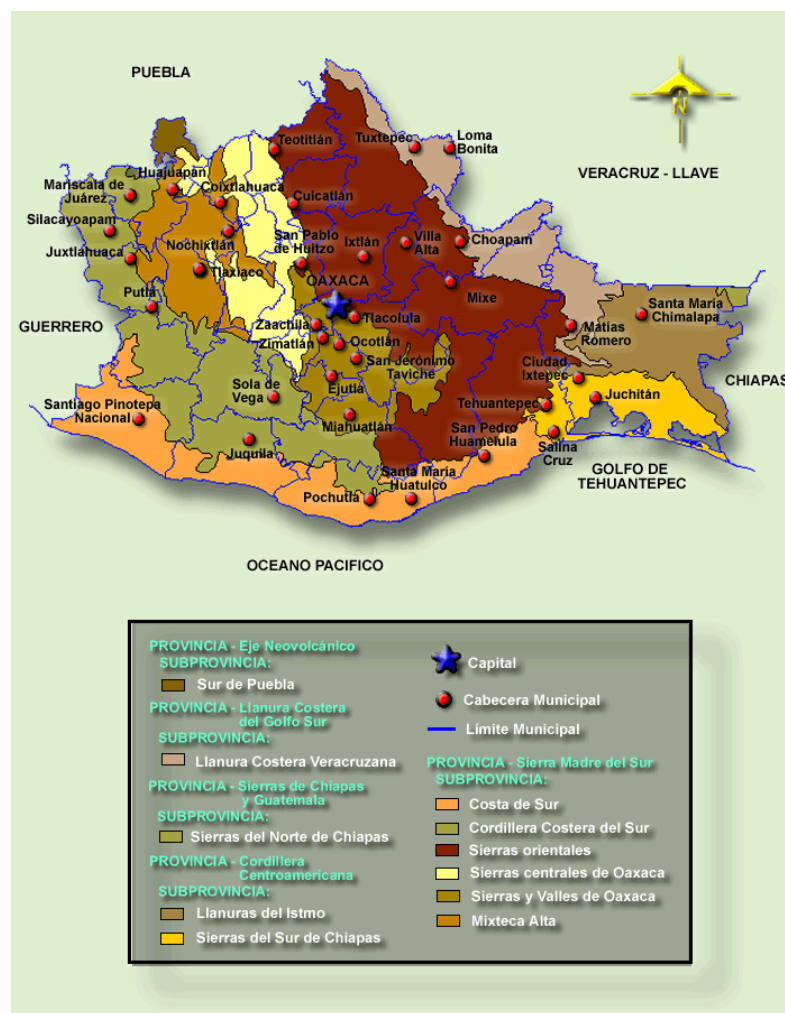 PUEBLA
N
VERACRUZ - LLAVE
Teotitlán
Tuxtepec
Loma
Bonita
Huajuapán
Coixtlahuaca
Mariscala de
Juárez
Cuicatlán
Silacayoapam
San Pablo
de Huitzo
Ixtlán
Villa
Alta
Choapam
Juxtlahuaca
Nochixtlán
Tlaxiaco
OAXACA
Mixe
Putla
Santa María
Chimalapa
GUERRERO
Zaachila
Tlacolula
Matías
Romero
Zimatlán
Ocotlán
San Jerónimo
Taviche
Ciudad
Ixtepec
CHIAPAS
Sola de
Vega
Ejutla
Juchitán
Santiago Pinotepa
Nacional
Tehuantepec
Miahuatlán
San Pedro
Huamelula
Juquila
Salina
Cruz
Santa María
Huatulco
GOLFO DE
TEHUANTEPEC
Pochutla
OCEANO PACIFICO
PROVINCIA - Eje Neovolcánico
SUBPROVINCIA:
Sur de Puebla
PROVINCIA - Llanura Costera
del Golfo Sur
SUBPROVINCIA:
Llanura Costera Veracruzana
PROVINCIA - Sierras de Chiapas
y Guatemala
SUBPROVINCIA:
Sierras del Norte de Chiapas
PROVINCIA - Cordillera
Centroamericana
SUBPROVINCIA:
Llanuras del Istmo
Sierras del Sur de Chiapas
Capital
Cabecera Municipal
Límite Municipal
PROVINCIA - Sierra Madre del Sur
SUBPROVINCIA:
Costa de Sur
Cordillera Costera del Sur
Sierras orientales
Sierras centrales de Oaxaca
Sierras y Valles de Oaxaca
Mixteca Alta